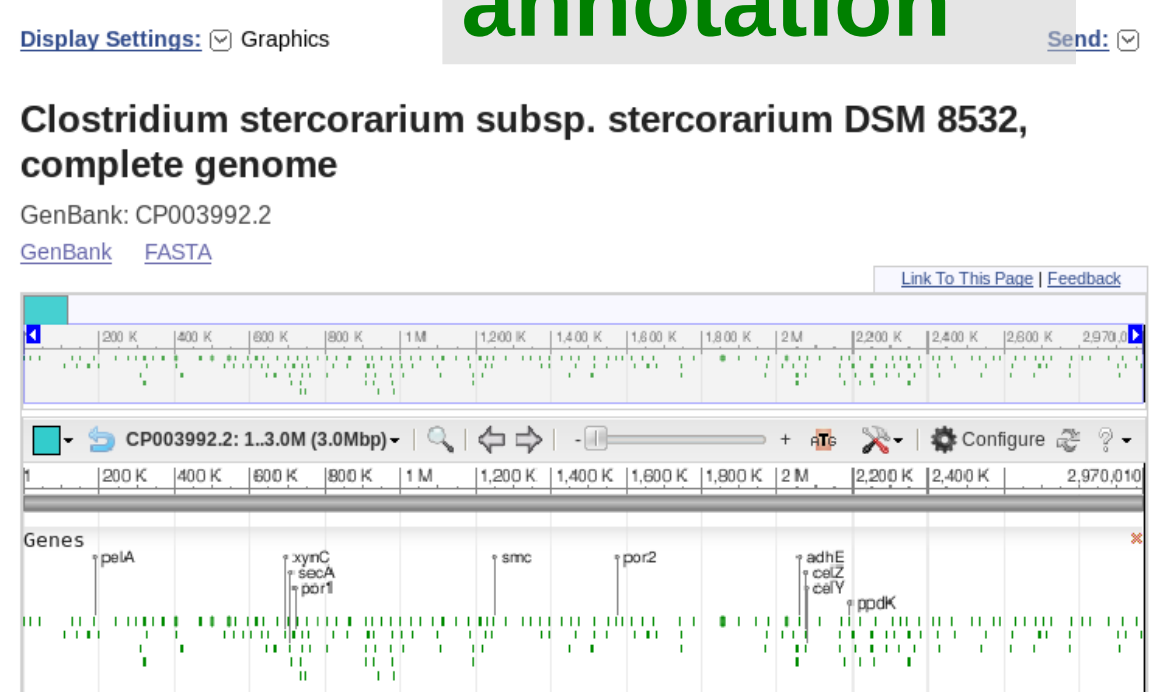 annotation
Display Settings: Graphics Send:
Clostridium stercorarium subsp. stercorarium DSM 8532,
complete genome
GenBank: CP003992.2
GenBank FASTA
Link To This Page | Feedback
200 K 400 K 600 K 800 K 1 M 1,200 K 1,400 K 1,600 K 1,800 K 2 M 2,200 K 2,400 K 2,600 K 2,970,0
CP003992.2: 1..3.0M (3.0Mbp) - + ATG Configure ?
1 200 K 400 K 600 K 800 K 1 M 1,200 K 1,400 K 1,600 K 1,800 K 2 M 2,200 K 2,400 K 2,970,010
Genes
pelA xynC smc por2 adhE
secA celZ
por1 celY
ppdK